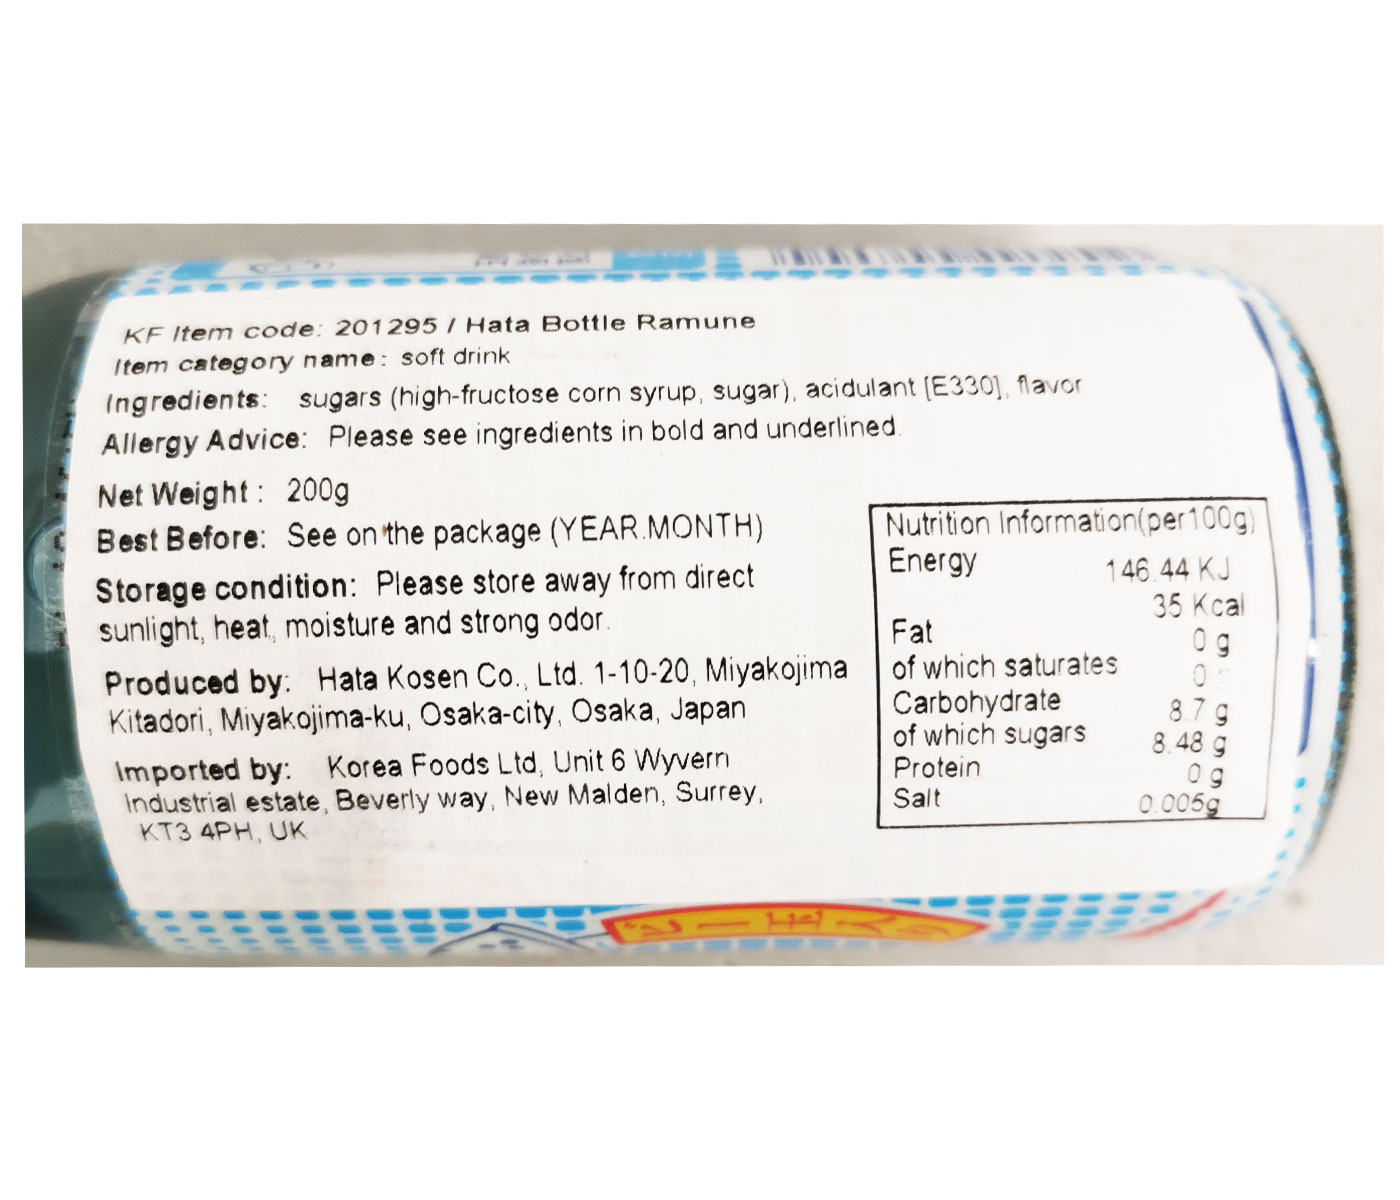 KF Item code: 201295 / Hata Bottle Ramune
Item category name: soft drink
Ingredients: sugars (high-fructose corn syrup, sugar), acidulant [E330], flavor
Allergy Advice: Please see ingredients in bold and underlined.
Net Weight: 200g
Best Before: See on the package (YEAR.MONTH)
Storage condition: Please store away from direct
sunlight, heat, moisture and strong odor.
Produced by: Hata Kosen Co., Ltd. 1-10-20, Miyakojima
Kitadori, Miyakojima-ku, Osaka-city, Osaka, Japan
Imported by: Korea Foods Ltd, Unit 6 Wyvern
Industrial estate, Beverly way, New Malden, Surrey,
KT3 4PH, UK
Nutrition Information(per100g)
Energy 146.44 KJ
35 Kcal
Fat 0 g
of which saturates 0 g
Carbohydrate 8.7 g
of which sugars 8.48 g
Protein 0 g
Salt 0.005g